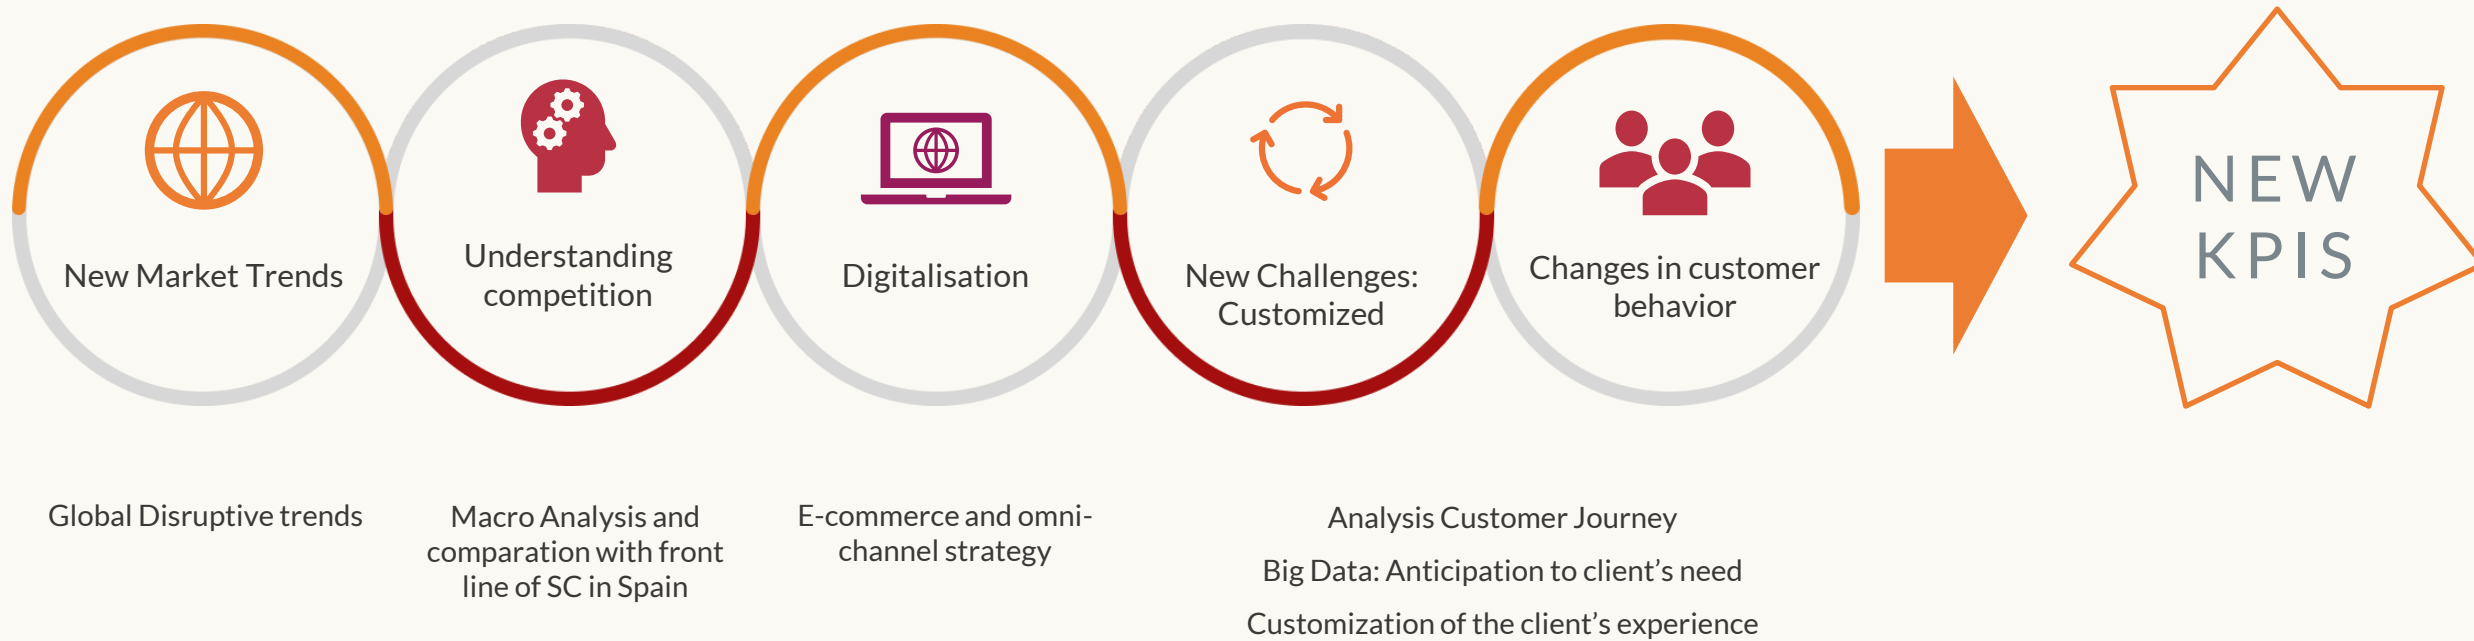 New Market Trends
Understanding
competition
Digitalisation
New Challenges:
Customized
Changes in customer
behavior
NEW
KPIS
Global Disruptive trends
Macro Analysis and
comparation with front
line of SC in Spain
E-commerce and omni-
channel strategy
Analysis Customer Journey
Big Data: Anticipation to client’s need
Customization of the client’s experience